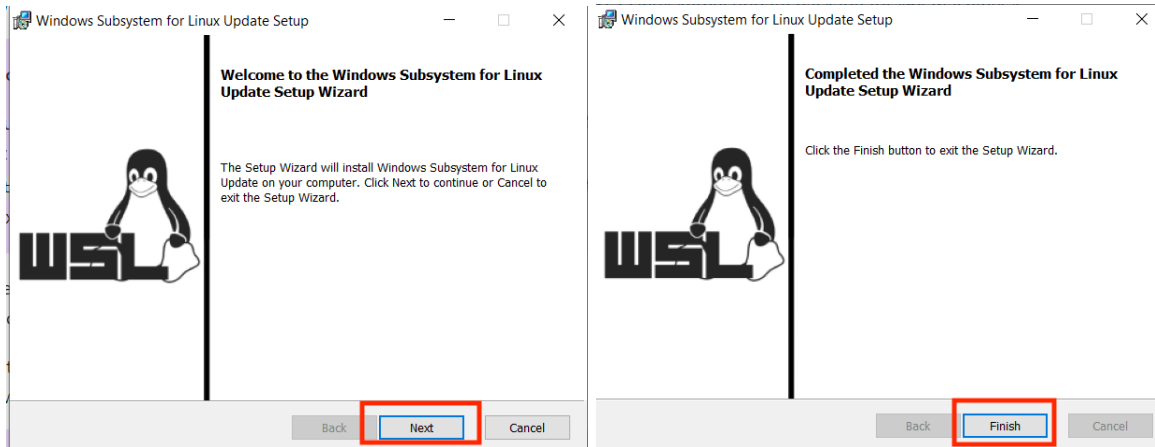 Windows Subsystem for Linux Update Setup
Welcome to the Windows Subsystem for Linux
Update Setup Wizard
The Setup Wizard will install Windows Subsystem for Linux
Update on your computer. Click Next to continue or Cancel to
exit the Setup Wizard.
WSL
Back
Next
Cancel
Windows Subsystem for Linux Update Setup
Completed the Windows Subsystem for Linux
Update Setup Wizard
Click the Finish button to exit the Setup Wizard.
WSL
Back
Finish
Cancel